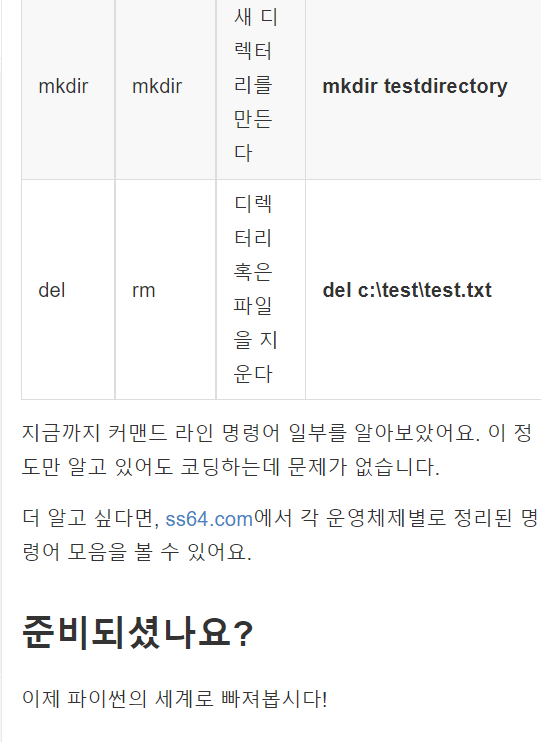 새 디
렉터
리를
mkdir mkdir mkdir testdirectory
만든
다
디렉
터리
혹은
del rm del c:\test\test.txt
파일
을 지
운다
지금까지 커맨드 라인 명령어 일부를 알아보았어요. 이 정
도만 알고 있어도 코딩하는데 문제가 없습니다.
더 알고 싶다면, ss64.com에서 각 운영체제별로 정리된 명
령어 모음을 볼 수 있어요.
준비되셨나요?
이제 파이썬의 세계로 빠져봅시다!